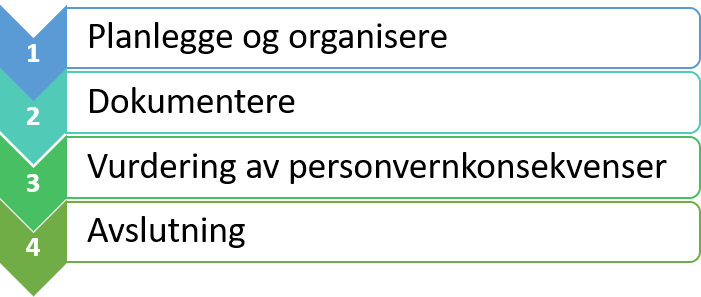 1 Planlegge og organisere
2 Dokumentere
3 Vurdering av personvernkonsekvenser
4 Avslutning